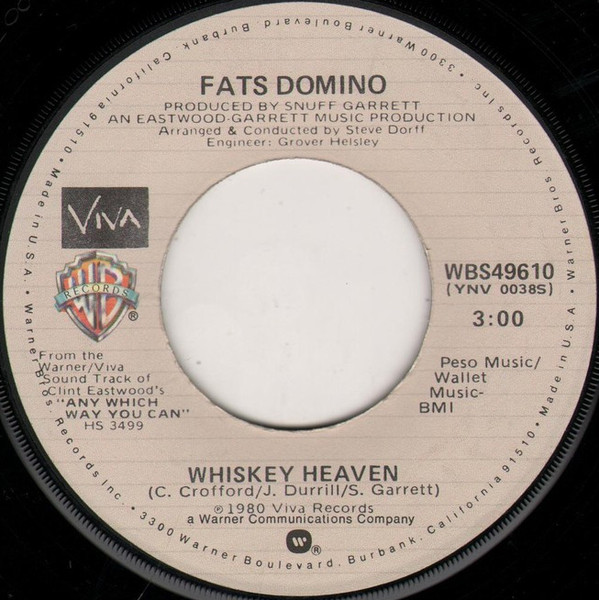 FATS DOMINO
PRODUCED BY SNUFF GARRETT
AN EASTWOOD-GARRETT MUSIC PRODUCTION
Arranged & Conducted by Steve Dorff
Engineer: Grover Helsley
VIVA
WB
RECORDS
®
WBS49610
(YNV 0038S)
3:00
From the
Warner/Viva
Sound Track of
Clint Eastwood's
"ANY WHICH
WAY YOU CAN"
HS 3499
Peso Music/
Wallet
Music-
BMI
WHISKEY HEAVEN
(C. Crofford/J. Durrill/S. Garrett)
℗1980 Viva Records
a Warner Communications Company
®
Warner Bros Records Inc. • 3300 Warner Boulevard, Burbank, California 91510 • Made in U.S.A. •
Warner Bros Records Inc. • 3300 Warner Boulevard, Burbank, California 91510 • Made in U.S.A. •